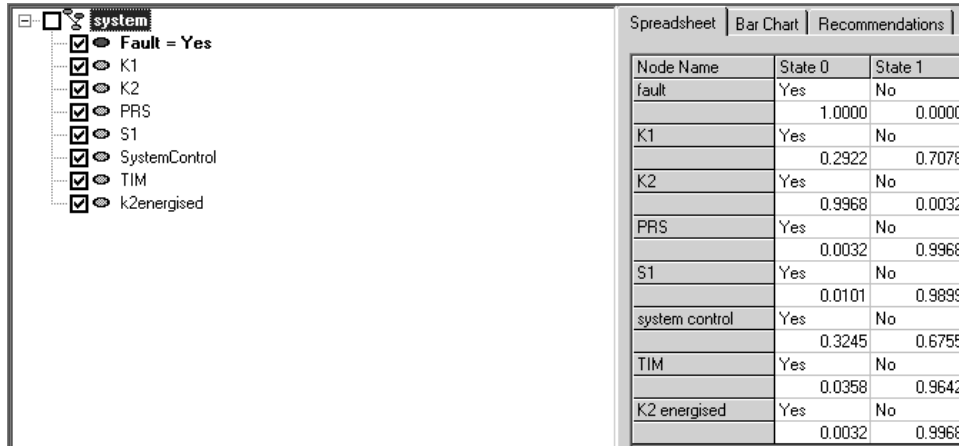 system
Fault = Yes
K1
K2
PRS
S1
SystemControl
TIM
k2energised
Spreadsheet Bar Chart Recommendations
Node Name State 0 State 1
fault Yes No
1.0000 0.0000
K1 Yes No
0.2922 0.7078
K2 Yes No
0.9968 0.0032
PRS Yes No
0.0032 0.9968
S1 Yes No
0.0101 0.9899
system control Yes No
0.3245 0.6755
TIM Yes No
0.0358 0.9642
K2 energised Yes No
0.0032 0.9968